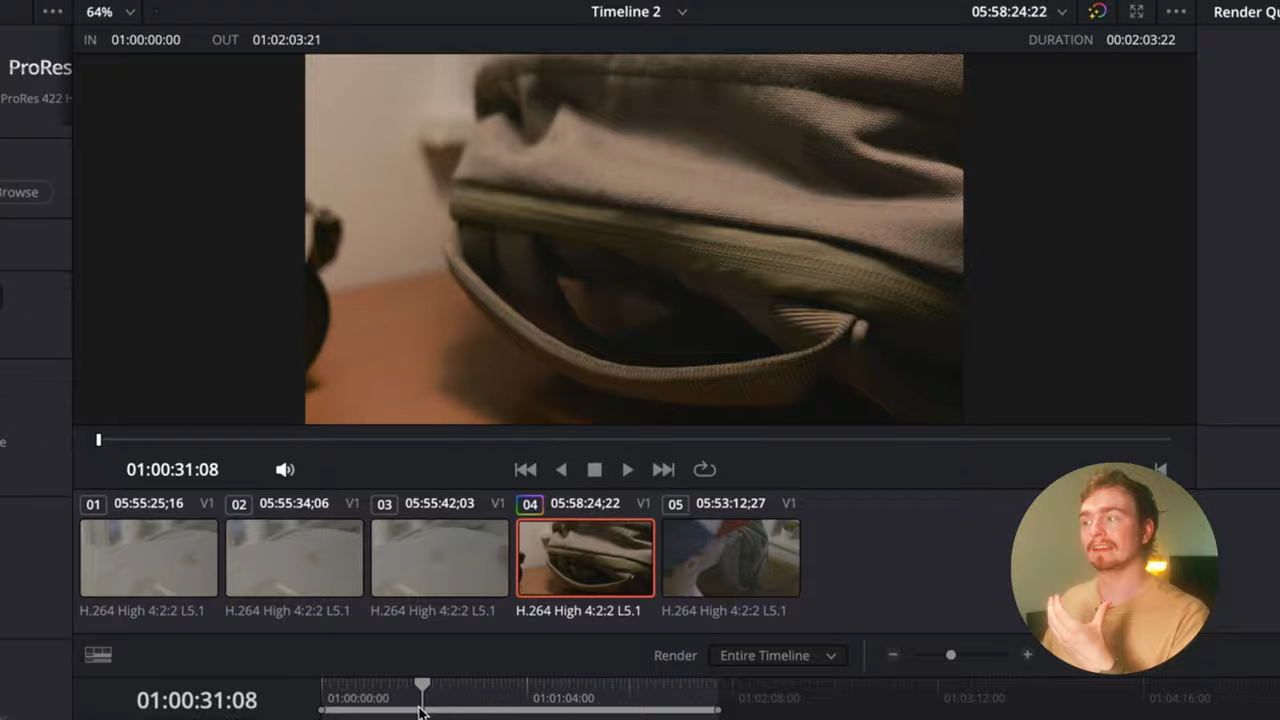 64% Timeline 2 05:58:24:22 Render Qu
IN 01:00:00:00 OUT 01:02:03:21 DURATION 00:02:03:22
ProRes
ProRes 422 H
Browse
e
01:00:31:08
01 05:55:25;16 V1 02 05:55:34;06 V1 03 05:55:42;03 V1 04 05:58:24;22 V1 05 05:53:12;27 V1
H.264 High 4:2:2 L5.1 H.264 High 4:2:2 L5.1 H.264 High 4:2:2 L5.1 H.264 High 4:2:2 L5.1 H.264 High 4:2:2 L5.1
Render Entire Timeline
01:00:31:08 01:00:00:00 01:01:04:00 01:02:08:00 01:03:12:00 01:04:16:00